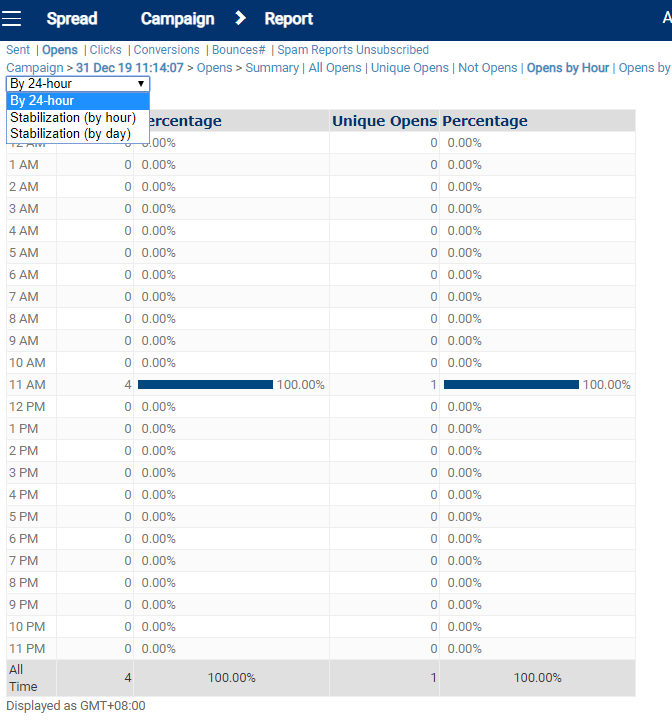 Spread Campaign Report A
Sent | Opens | Clicks | Conversions | Bounces# | Spam Reports Unsubscribed
Campaign > 31 Dec 19 11:14:07 > Opens > Summary | All Opens | Unique Opens | Not Opens | Opens by Hour | Opens by
By 24-hour
By 24-hour
Stabilization (by hour)
Stabilization (by day)
ercentage Unique Opens Percentage
12 AM 0 0.00% 0 0.00%
1 AM 0 0.00% 0 0.00%
2 AM 0 0.00% 0 0.00%
3 AM 0 0.00% 0 0.00%
4 AM 0 0.00% 0 0.00%
5 AM 0 0.00% 0 0.00%
6 AM 0 0.00% 0 0.00%
7 AM 0 0.00% 0 0.00%
8 AM 0 0.00% 0 0.00%
9 AM 0 0.00% 0 0.00%
10 AM 0 0.00% 0 0.00%
11 AM 4 100.00% 1 100.00%
12 PM 0 0.00% 0 0.00%
1 PM 0 0.00% 0 0.00%
2 PM 0 0.00% 0 0.00%
3 PM 0 0.00% 0 0.00%
4 PM 0 0.00% 0 0.00%
5 PM 0 0.00% 0 0.00%
6 PM 0 0.00% 0 0.00%
7 PM 0 0.00% 0 0.00%
8 PM 0 0.00% 0 0.00%
9 PM 0 0.00% 0 0.00%
10 PM 0 0.00% 0 0.00%
11 PM 0 0.00% 0 0.00%
All
Time 4 100.00% 1 100.00%
Displayed as GMT+08:00